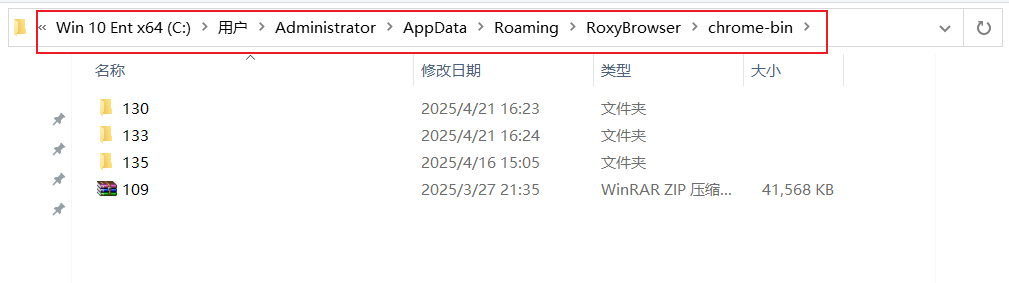 « Win 10 Ent x64 (C:) > 用户 > Administrator > AppData > Roaming > RoxyBrowser > chrome-bin >
名称 修改日期 类型 大小
130 2025/4/21 16:23 文件夹
133 2025/4/21 16:24 文件夹
135 2025/4/16 15:05 文件夹
109 2025/3/27 21:35 WinRAR ZIP 压缩... 41,568 KB